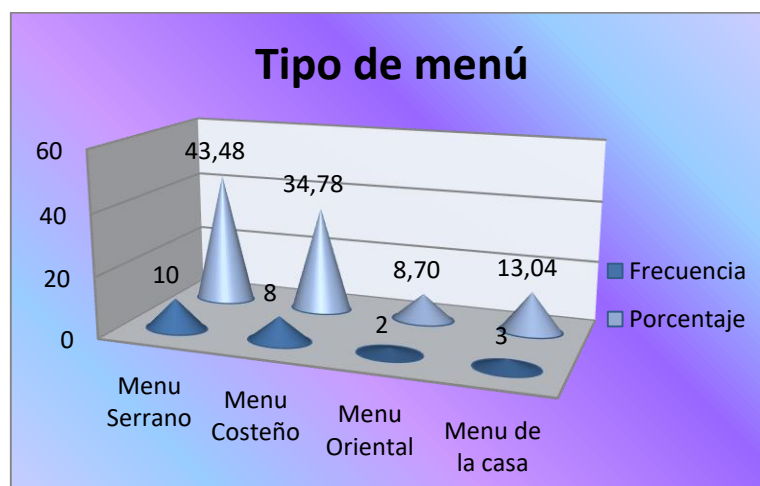 Tipo de menú
60
40
20
0
43,48
34,78
8,70
13,04
10
8
2
3
Menu
Serrano
Menu
Costeño
Menu
Oriental
Menu de
la casa
Frecuencia
Porcentaje